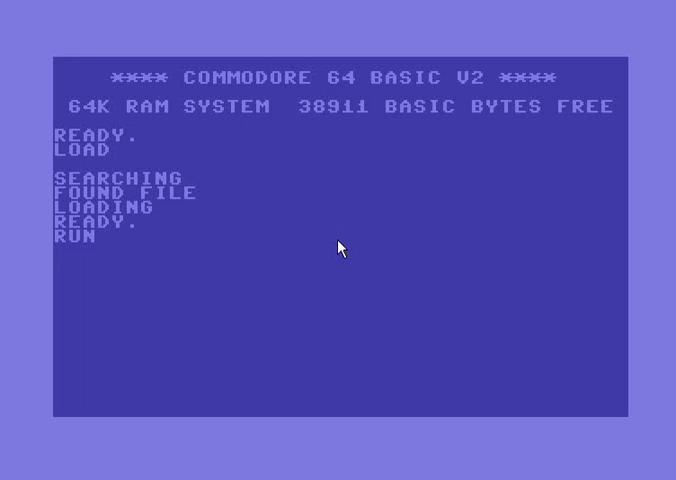 **** COMMODORE 64 BASIC V2 ****
64K RAM SYSTEM  38911 BASIC BYTES FREE
READY.
LOAD
SEARCHING
FOUND FILE
LOADING
READY.
RUN